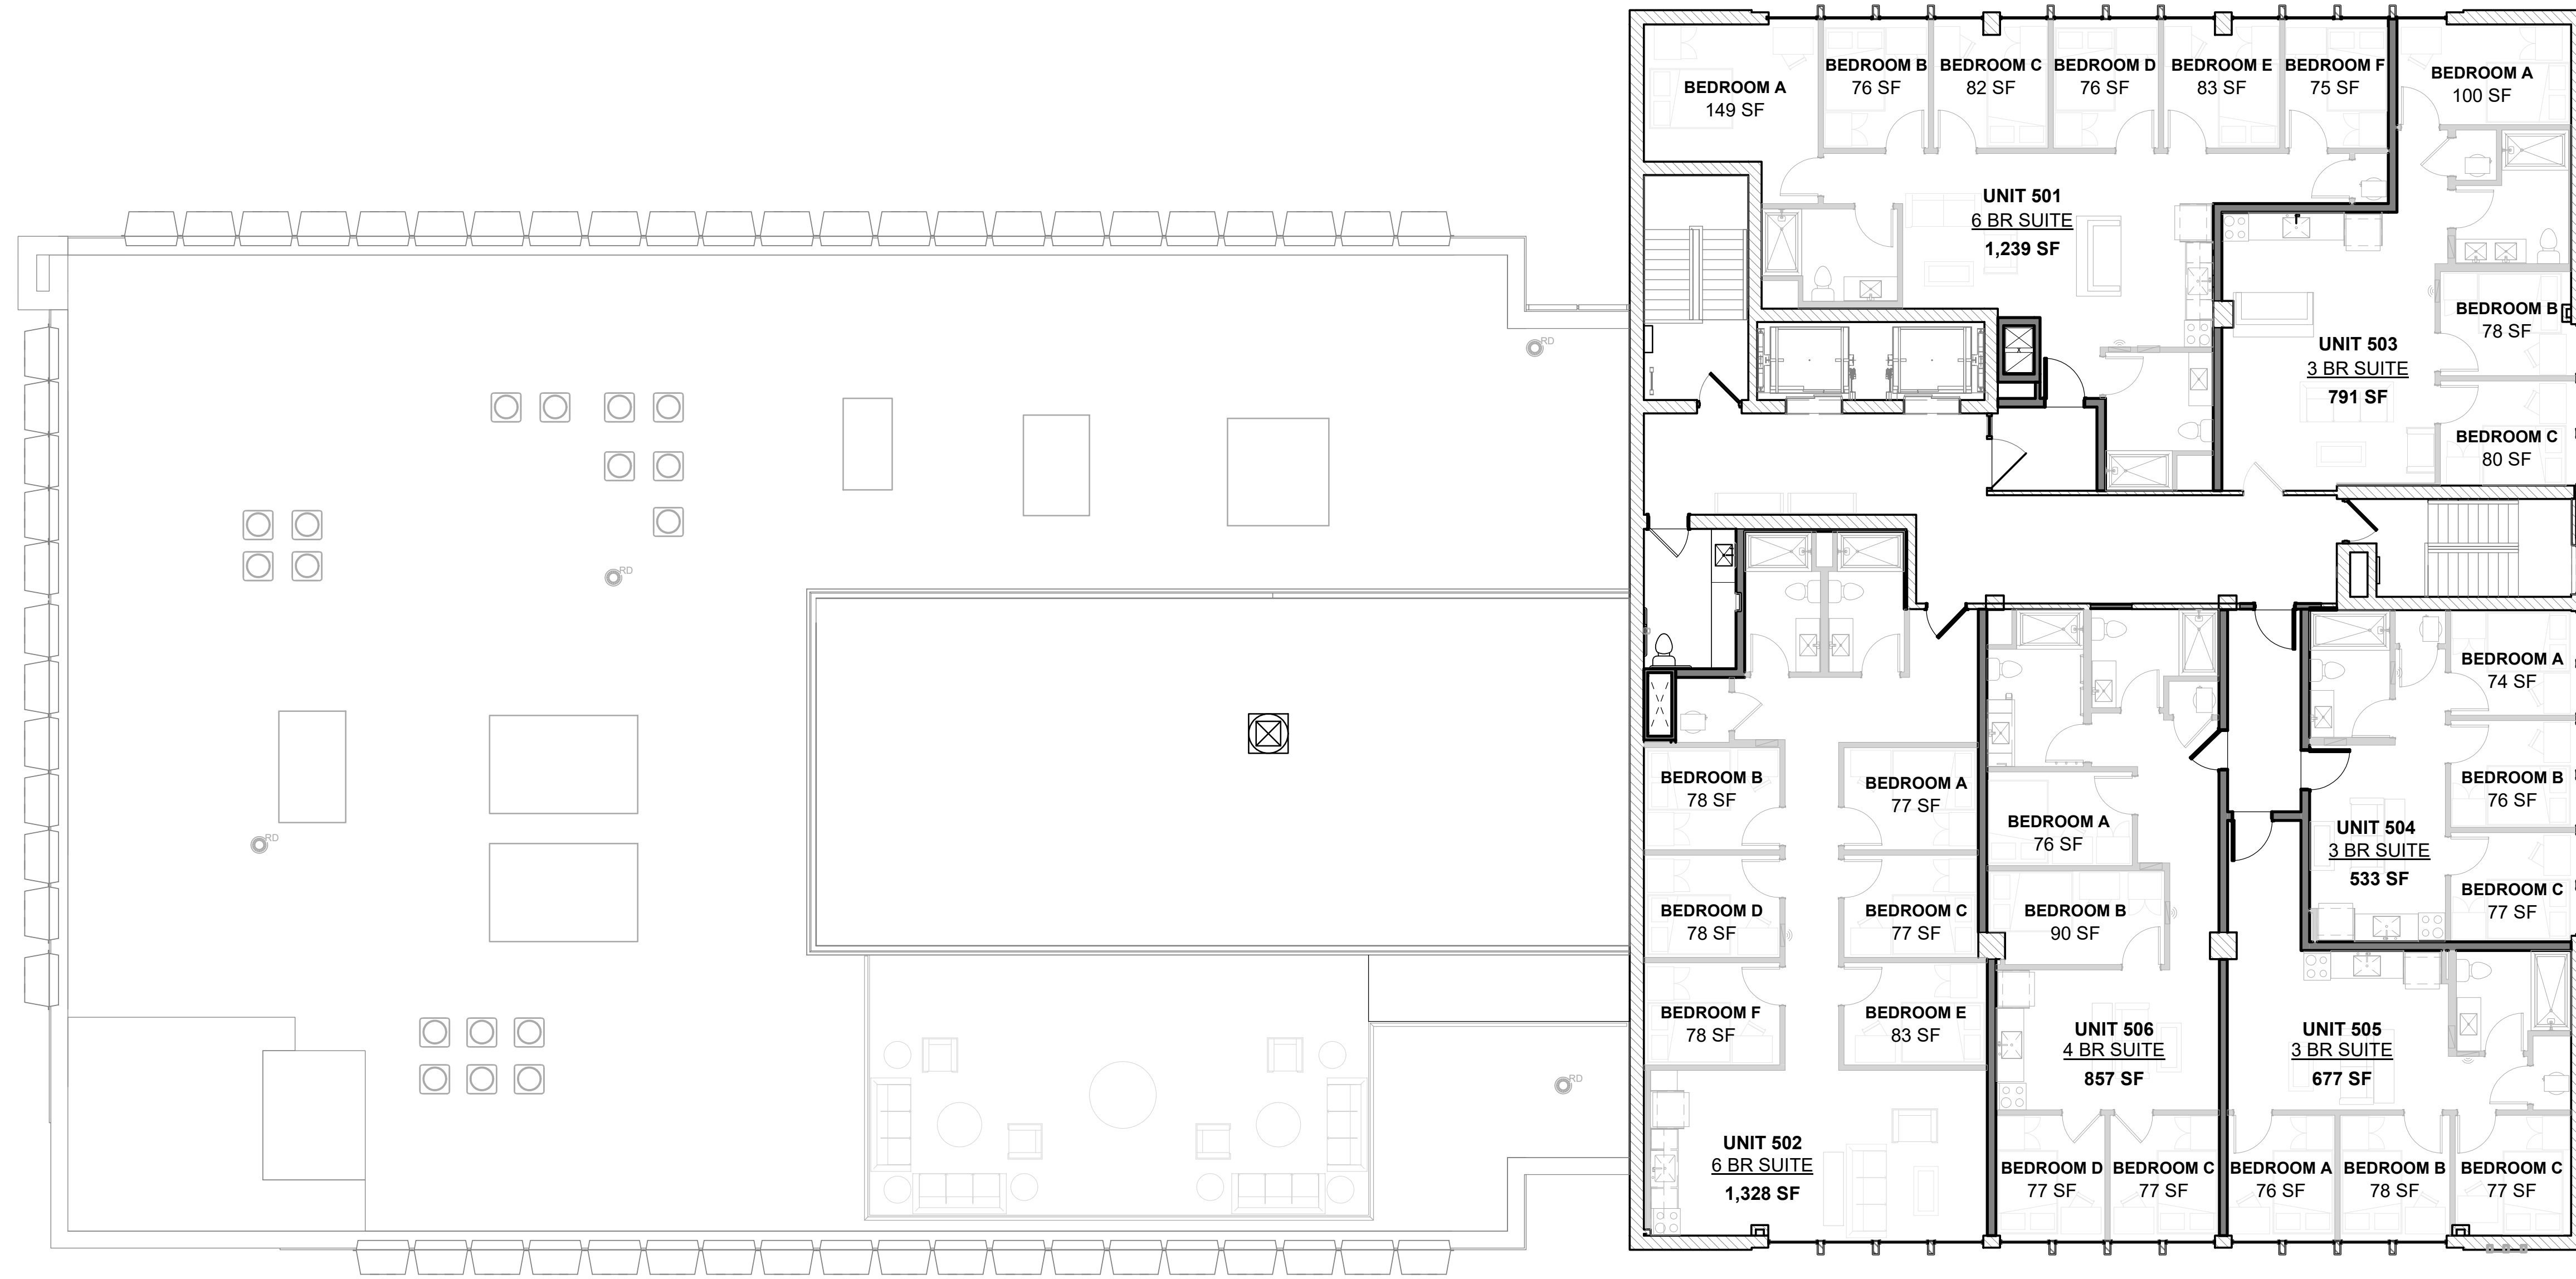 BEDROOM A
149 SF
BEDROOM B
76 SF
BEDROOM C
82 SF
BEDROOM D
76 SF
BEDROOM E
83 SF
BEDROOM F
75 SF
UNIT 501
6 BR SUITE
1,239 SF
BEDROOM A
100 SF
BEDROOM B
78 SF
UNIT 503
3 BR SUITE
791 SF
BEDROOM C
80 SF
RD
RD
RD
RD
BEDROOM B
78 SF
BEDROOM A
77 SF
BEDROOM D
78 SF
BEDROOM C
77 SF
BEDROOM F
78 SF
BEDROOM E
83 SF
UNIT 502
6 BR SUITE
1,328 SF
BEDROOM A
76 SF
BEDROOM B
90 SF
UNIT 506
4 BR SUITE
857 SF
BEDROOM D
77 SF
BEDROOM C
77 SF
BEDROOM A
74 SF
BEDROOM B
76 SF
UNIT 504
3 BR SUITE
533 SF
BEDROOM C
77 SF
UNIT 505
3 BR SUITE
677 SF
BEDROOM A
76 SF
BEDROOM B
78 SF
BEDROOM C
77 SF